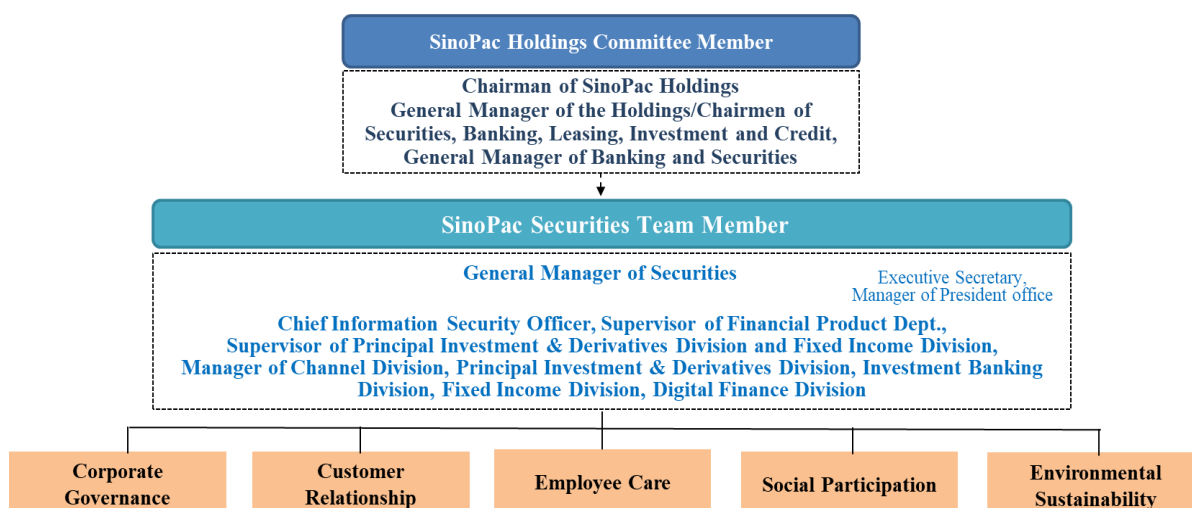 SinoPac Holdings Committee Member
Chairman of SinoPac Holdings
General Manager of the Holdings/Chairmen of
Securities, Banking, Leasing, Investment and Credit,
General Manager of Banking and Securities
SinoPac Securities Team Member
General Manager of Securities
Executive Secretary,
Manager of President office
Chief Information Security Officer, Supervisor of Financial Product Dept.,
Supervisor of Principal Investment & Derivatives Division and Fixed Income Division,
Manager of Channel Division, Principal Investment & Derivatives Division, Investment Banking
Division, Fixed Income Division, Digital Finance Division
Corporate
Governance
Customer
Relationship
Employee Care
Social Participation
Environmental
Sustainability